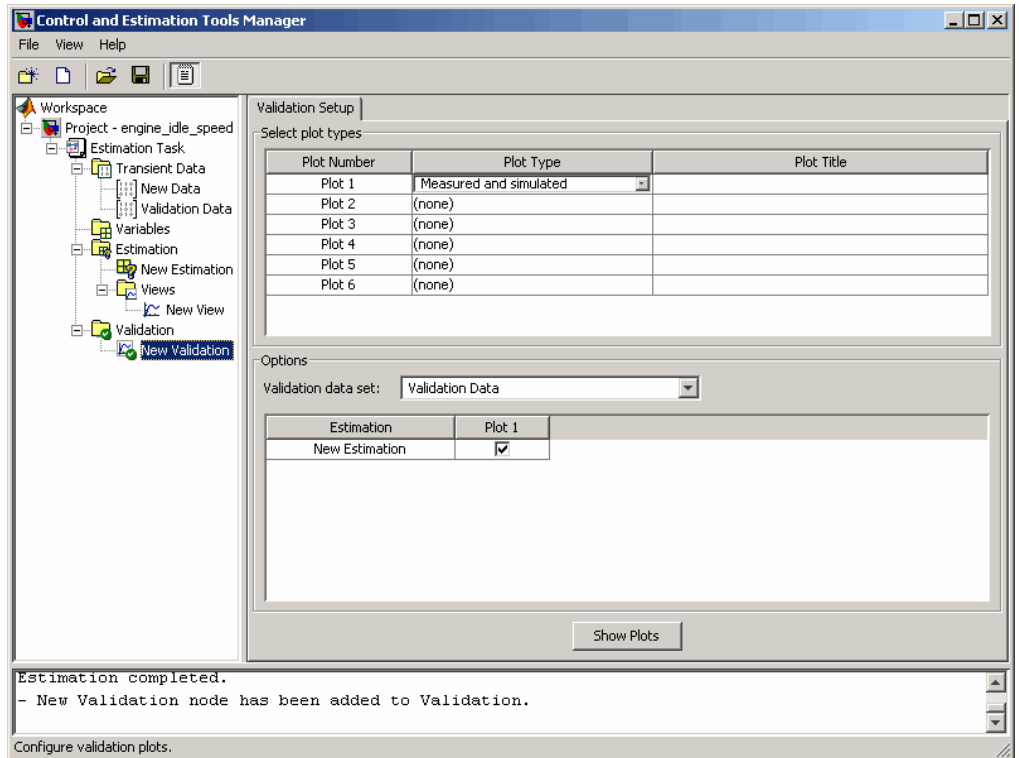 Control and Estimation Tools Manager
File View Help
Workspace
Project - engine_idle_speed
Estimation Task
Transient Data
New Data
Validation Data
Variables
Estimation
New Estimation
Views
New View
Validation
New Validation
Validation Setup
Select plot types
Plot Number Plot Type Plot Title
Plot 1 Measured and simulated
Plot 2 (none)
Plot 3 (none)
Plot 4 (none)
Plot 5 (none)
Plot 6 (none)
Options
Validation data set: Validation Data
Estimation Plot 1
New Estimation
Show Plots
Estimation completed.
- New Validation node has been added to Validation.
Configure validation plots.